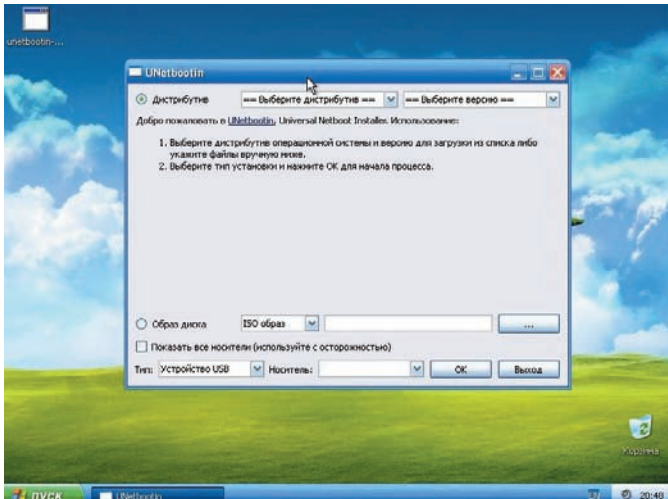 unetbootin-...
UNetbootin
Дистрибутив == Выберите дистрибутив == == Выберите версию ==
Добро пожаловать в UNetbootin, Universal Netboot Installer. Использование:
1. Выберите дистрибутив операционной системы и версию для загрузки из списка либо
укажите файлы вручную ниже.
2. Выберите тип установки и нажмите OK для начала процесса.
Образ диска ISO образ ...
Показать все носители (используйте с осторожностью)
Тип: Устройство USB Носитель: OK Выход
Корзина
пуск UNetbootin 20:40